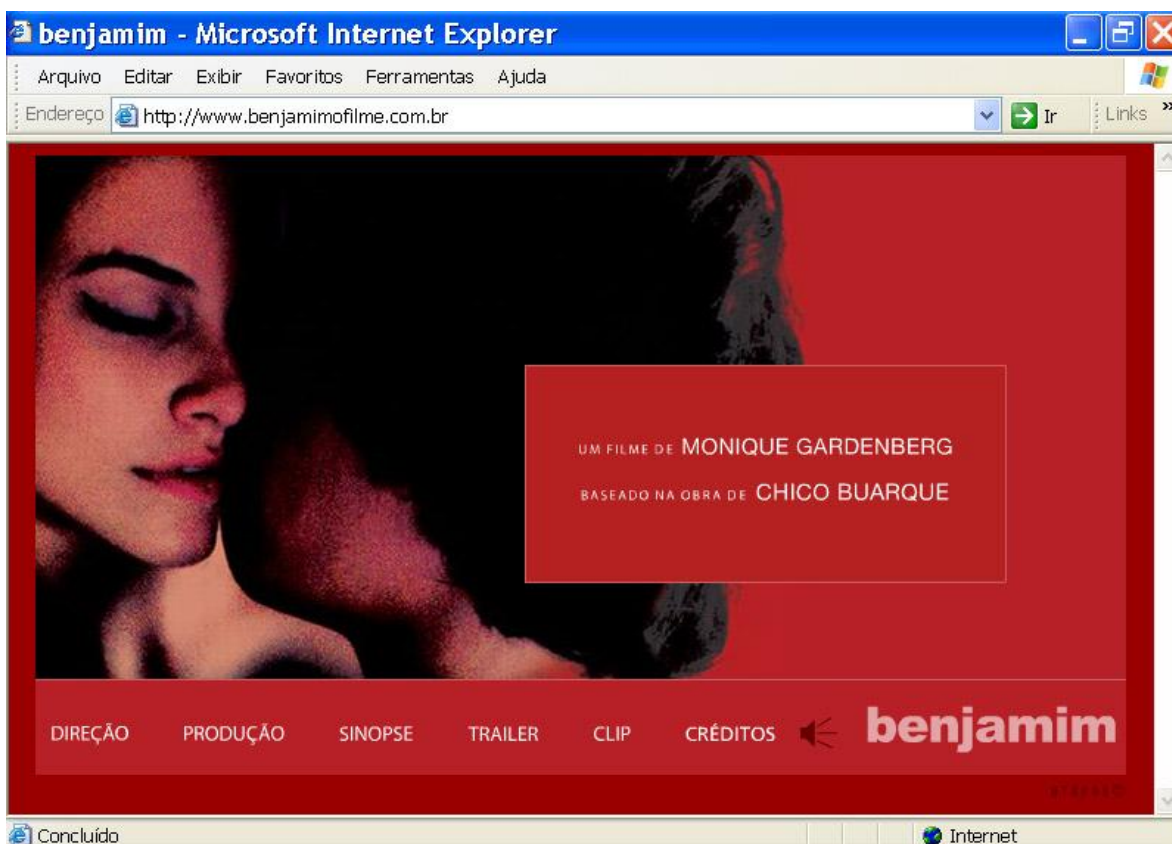 benjamim - Microsoft Internet Explorer
Arquivo Editar Exibir Favoritos Ferramentas Ajuda
Endereço http://www.benjamimofilme.com.br Ir Links »
UM FILME DE MONIQUE GARDENBERG
BASEADO NA OBRA DE CHICO BUARQUE
DIREÇÃO PRODUÇÃO SINOPSE TRAILER CLIP CRÉDITOS benjamim
Concluído Internet